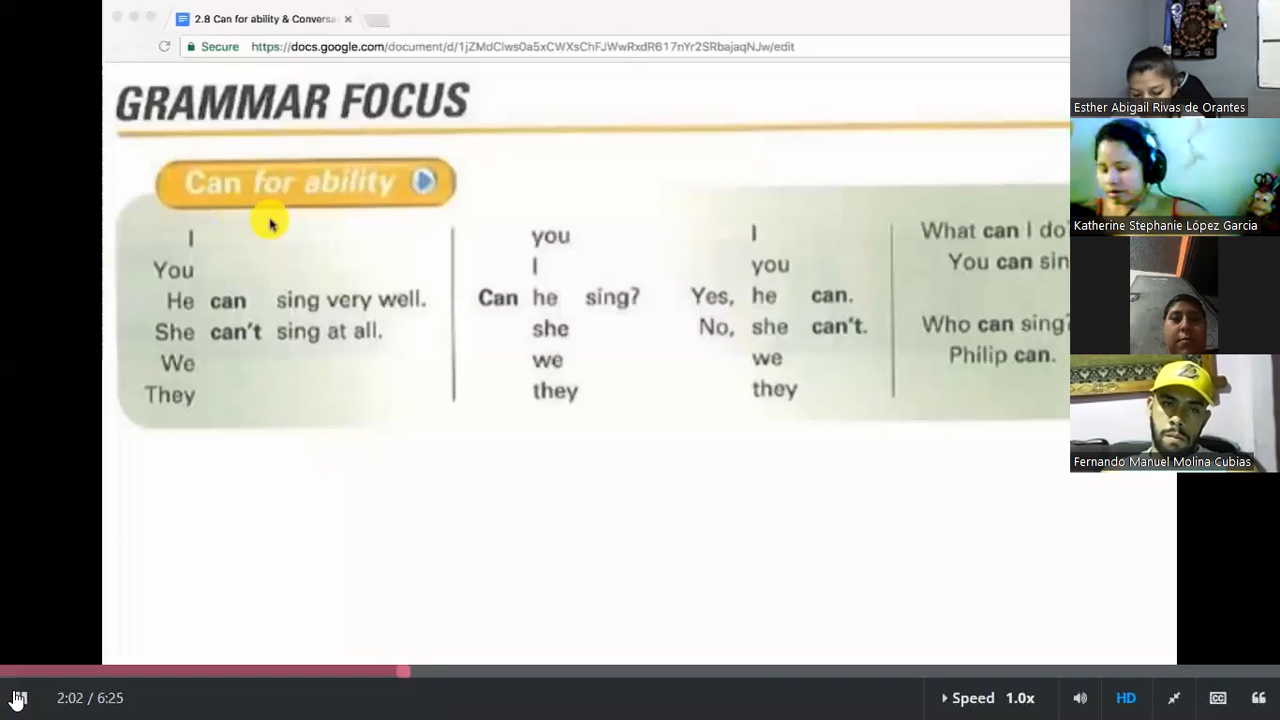 2.8 Can for ability & Conversa
Secure https://docs.google.com/document/d/1jZMdClws0a5xCWXsChFJWwRxdR617nYr2SRbajaqNJw/edit
GRAMMAR FOCUS
Can for ability
I
You
He can sing very well.
She can't sing at all.
We
They
you
I
Can he sing?
she
we
they
I
you
Yes, he can.
No, she can't.
we
they
What can I do
You can sin
Who can sing?
Philip can.
Esther Abigail Rivas de Orantes
Katherine Stephanie López Garcia
Fernando Manuel Molina Cubias
2:02 / 6:25
Speed 1.0x
HD
CC